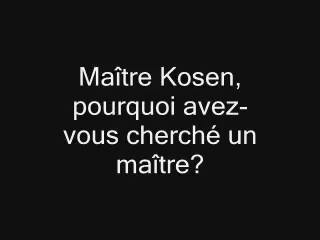 Maître Kosen,
pourquoi avez-
vous cherché un
maître?